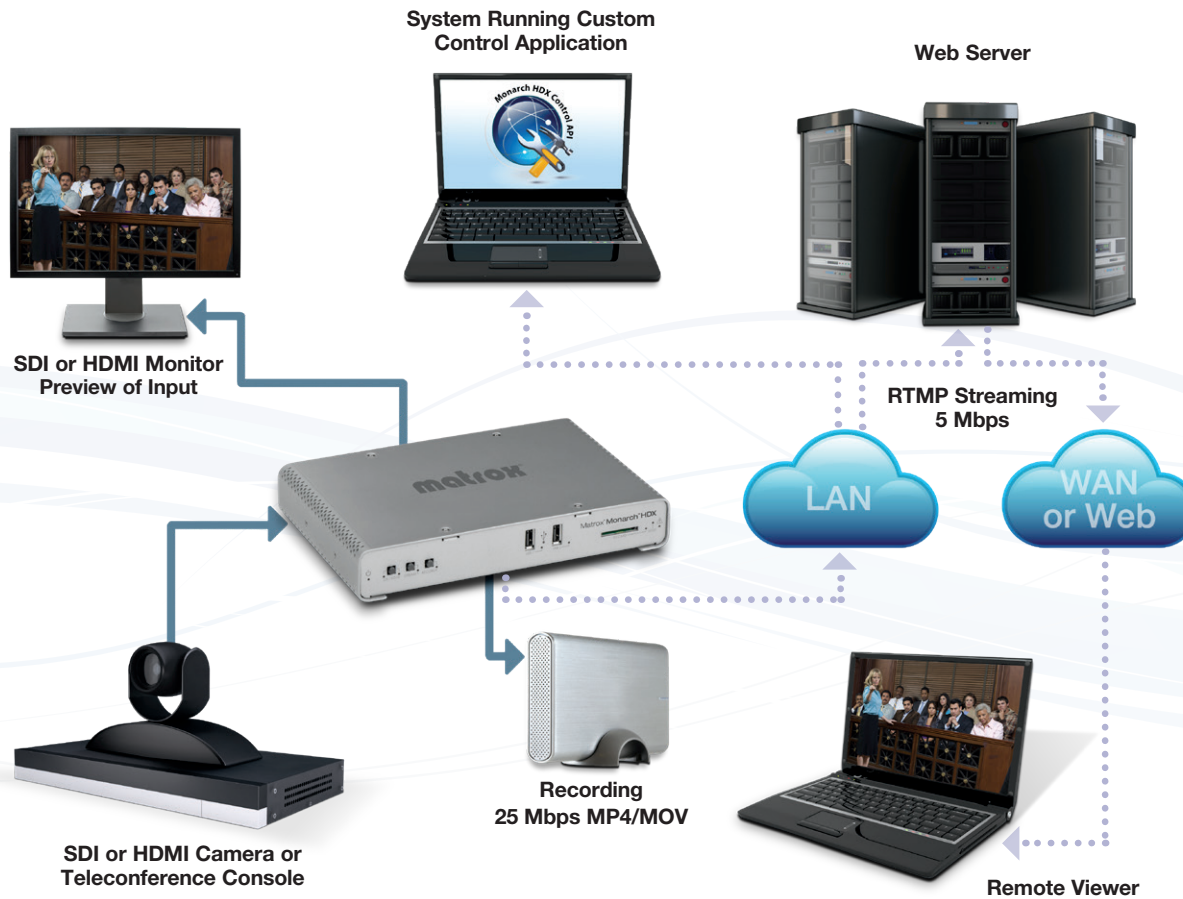 System Running Custom
Control Application
Web Server
Monarch HDX Control API
SDI or HDMI Monitor
Preview of Input
RTMP Streaming
5 Mbps
LAN
WAN
or Web
matrox
Matrox Monarch™HDX
Recording
25 Mbps MP4/MOV
SDI or HDMI Camera or
Teleconference Console
Remote Viewer